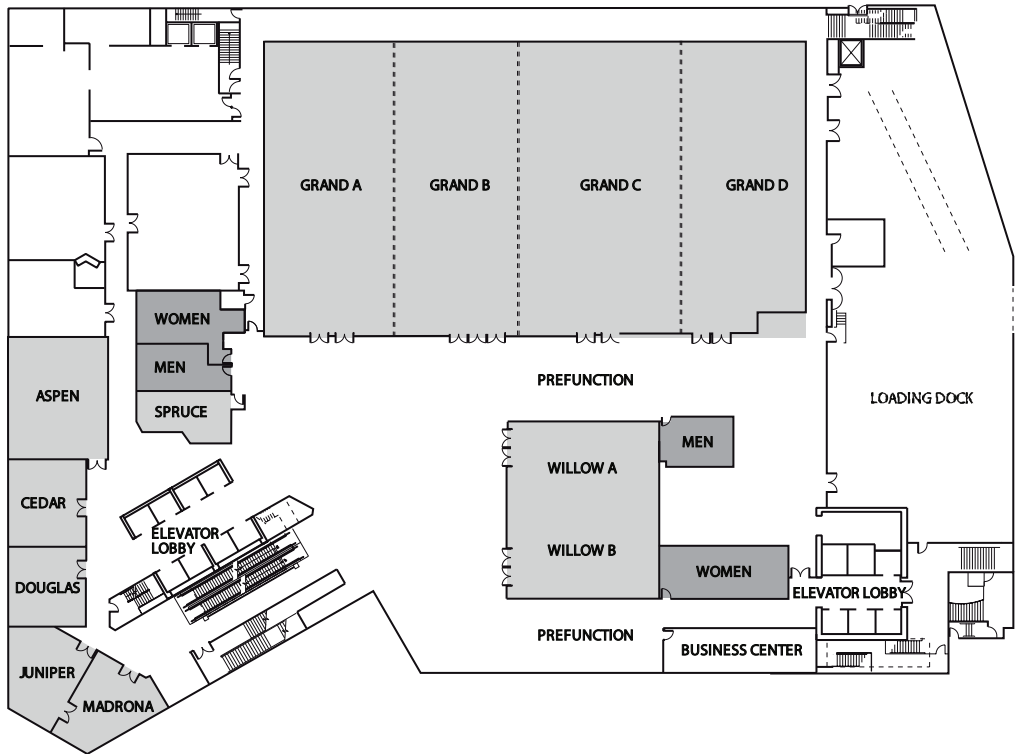 GRAND A
GRAND B
GRAND C
GRAND D
WOMEN
MEN
SPRUCE
ASPEN
PREFUNCTION
LOADING DOCK
WILLOW A
MEN
CEDAR
ELEVATOR
LOBBY
WILLOW B
WOMEN
DOUGLAS
ELEVATOR LOBBY
PREFUNCTION
BUSINESS CENTER
JUNIPER
MADRONA